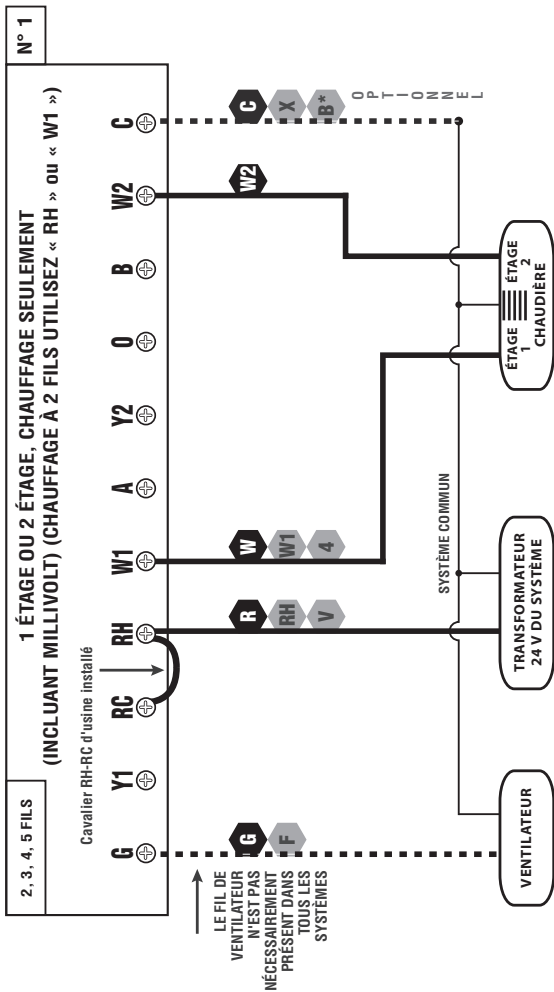 2, 3, 4, 5 FILS
1 ÉTAGE OU 2 ÉTAGE, CHAUFFAGE SEULEMENT
(INCLUANT MILLIVOLT) (CHAUFFAGE À 2 FILS UTILISEZ « RH » ou « W1 »)
N° 1
Cavalier RH-RC d'usine installé
G Y1 RC RH W1 A Y2 O B W2 C
G R W W2 C
F RH W1 X
V 4 B*
OPTIONNEL
LE FIL DE
VENTILATEUR
N'EST PAS
NÉCESSAIREMENT
PRÉSENT DANS
TOUS LES
SYSTÈMES
SYSTÈME COMMUN
VENTILATEUR
TRANSFORMATEUR
24 V DU SYSTÈME
ÉTAGE
1
ÉTAGE
2
CHAUDIÈRE